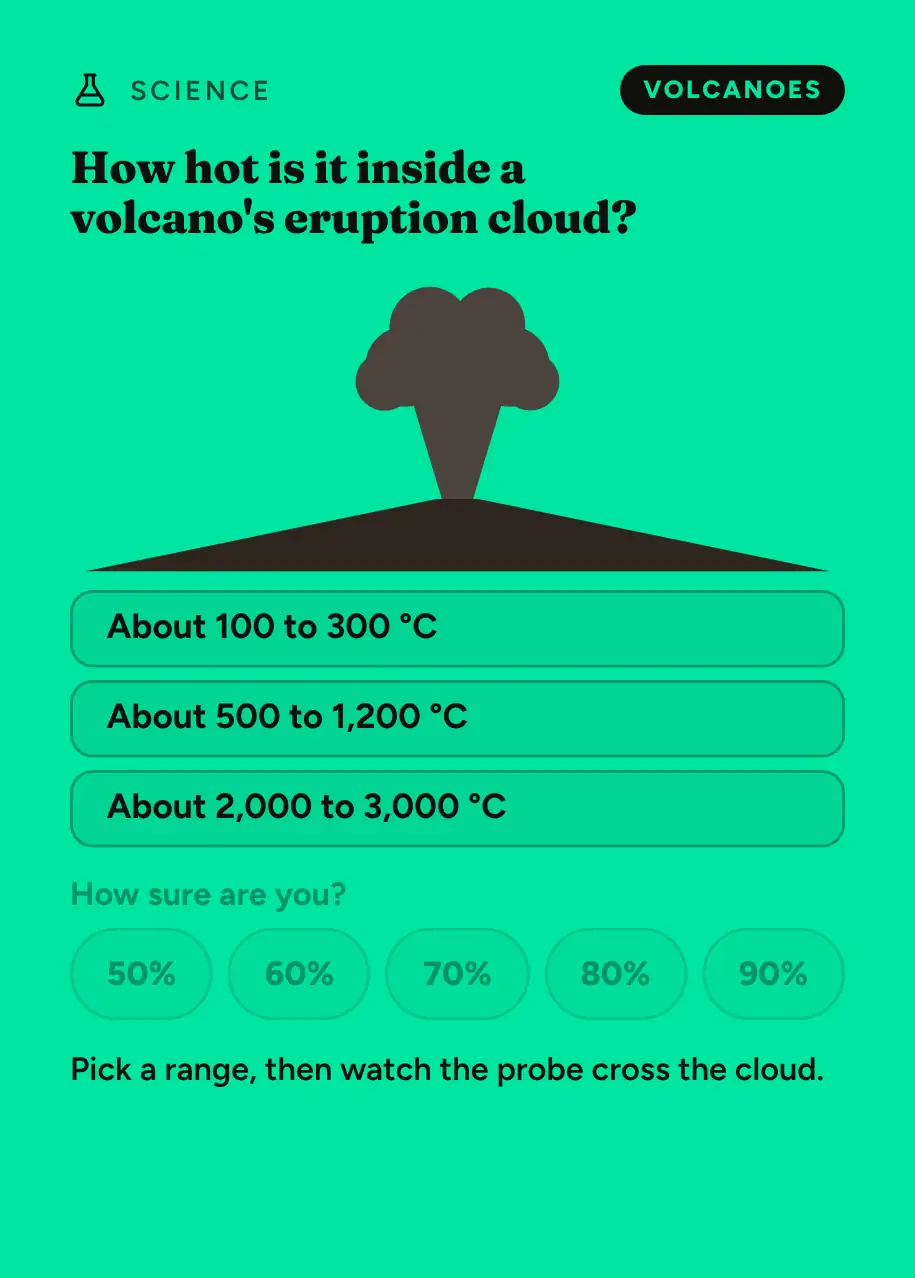 SCIENCE
VOLCANOES
How hot is it inside a
volcano's eruption cloud?
About 100 to 300 °C
About 500 to 1,200 °C
About 2,000 to 3,000 °C
How sure are you?
50%
60%
70%
80%
90%
Pick a range, then watch the probe cross the cloud.